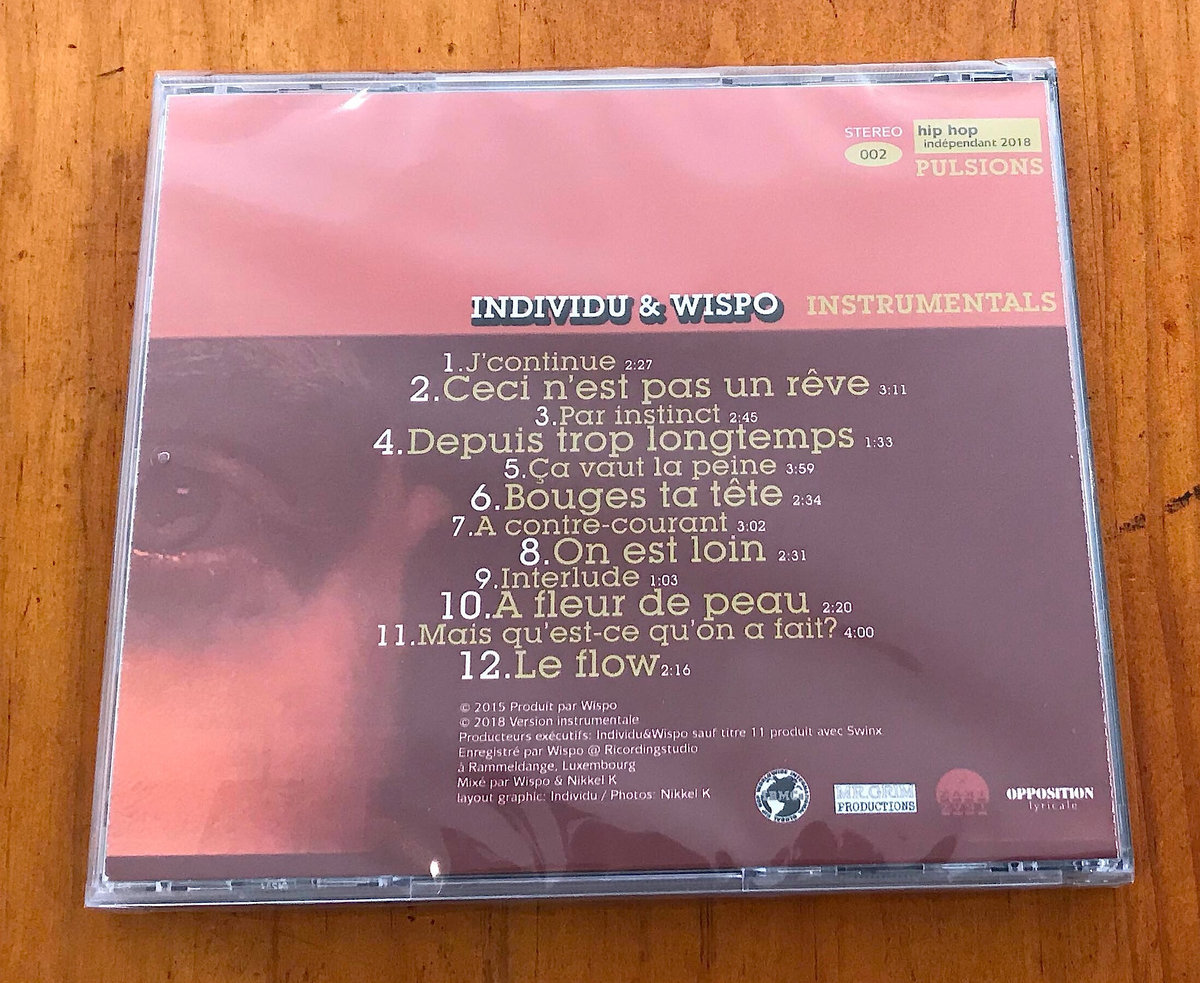 STEREO
002
hip hop
indépendant 2018
PULSIONS
INDIVIDU & WISPO INSTRUMENTALS
1.J'continue 2:27
2.Ceci n'est pas un rêve 3:11
3.Par instinct 2:45
4.Depuis trop longtemps 1:33
5.Ça vaut la peine 3:59
6.Bouges ta tête 2:34
7.A contre-courant 3:02
8.On est loin 2:31
9.Interlude 1:03
10.A fleur de peau 2:20
11.Mais qu'est-ce qu'on a fait? 4:00
12.Le flow 2:16
© 2015 Produit par Wispo
© 2018 Version instrumentale
Producteurs exécutifs: Individu&Wispo sauf titre 11 produit avec Swinx
Enregistré par Wispo @ Ricordingstudio
à Rammeldange, Luxembourg
Mixé par Wispo & Nikkel K
layout graphic: Individu / Photos: Nikkel K
MR.GRIM
PRODUCTIONS
OPPOSITION
lyricale